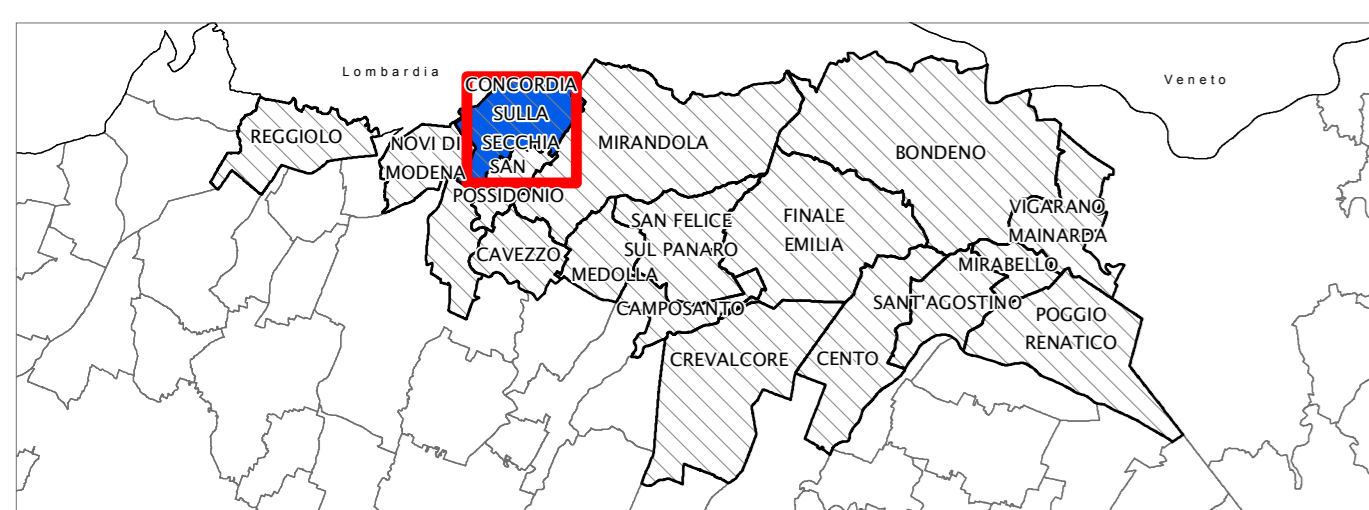 Lombardia
Veneto
CONCORDIA
SULLA
SECCHIA
REGGIOLO
NOVI DI
MODENA
SAN
POSSIDONIO
MIRANDOLA
BONDENO
CAVEZZO
MEDOLLA
SAN FELICE
SUL PANARO
FINALE
EMILIA
VIGARANO
MAINARDA
MIRABELLO
CAMPOSANTO
SANT'AGOSTINO
POGGIO
RENATICO
CREVALCORE
CENTO